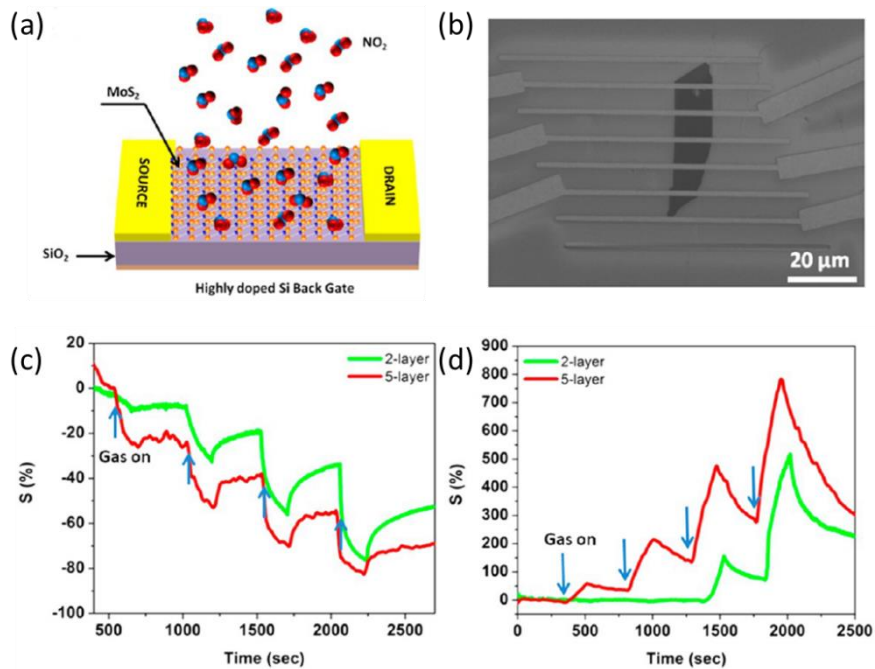 (a)
NO2
MoS2
SOURCE
DRAIN
SiO2
Highly doped Si Back Gate
(b)
20 µm
(c)
20
0
-20
-40
-60
-80
-100
S (%)
2-layer
5-layer
Gas on
500
1000
1500
2000
2500
Time (sec)
(d)
900
800
700
600
500
400
300
200
100
0
S (%)
2-layer
5-layer
Gas on
0
500
1000
1500
2000
2500
Time (sec)